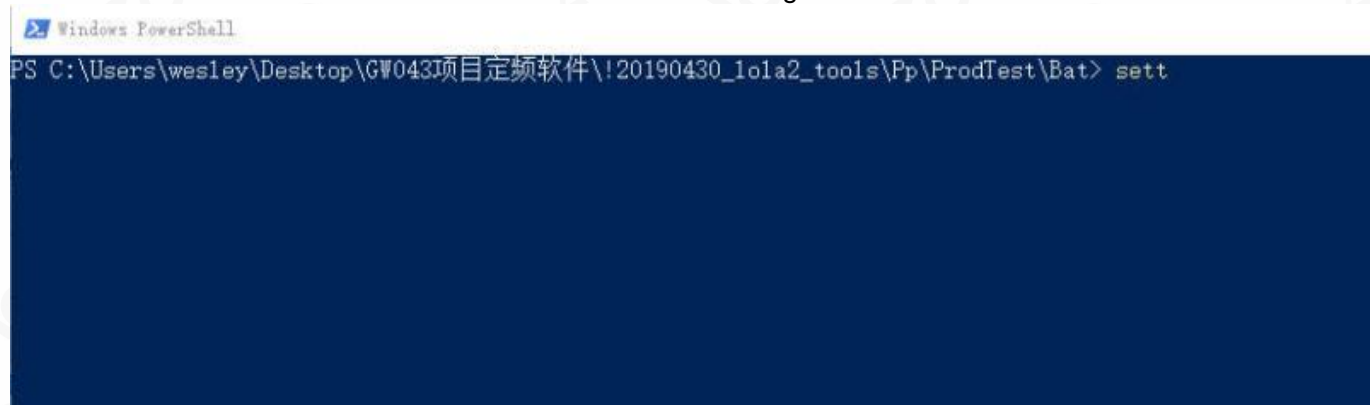 Windows PowerShell
PS C:\Users\wesley\Desktop\GW043项目定频软件\!20190430_lola2_tools\Pp\ProdTest\Bat> sett